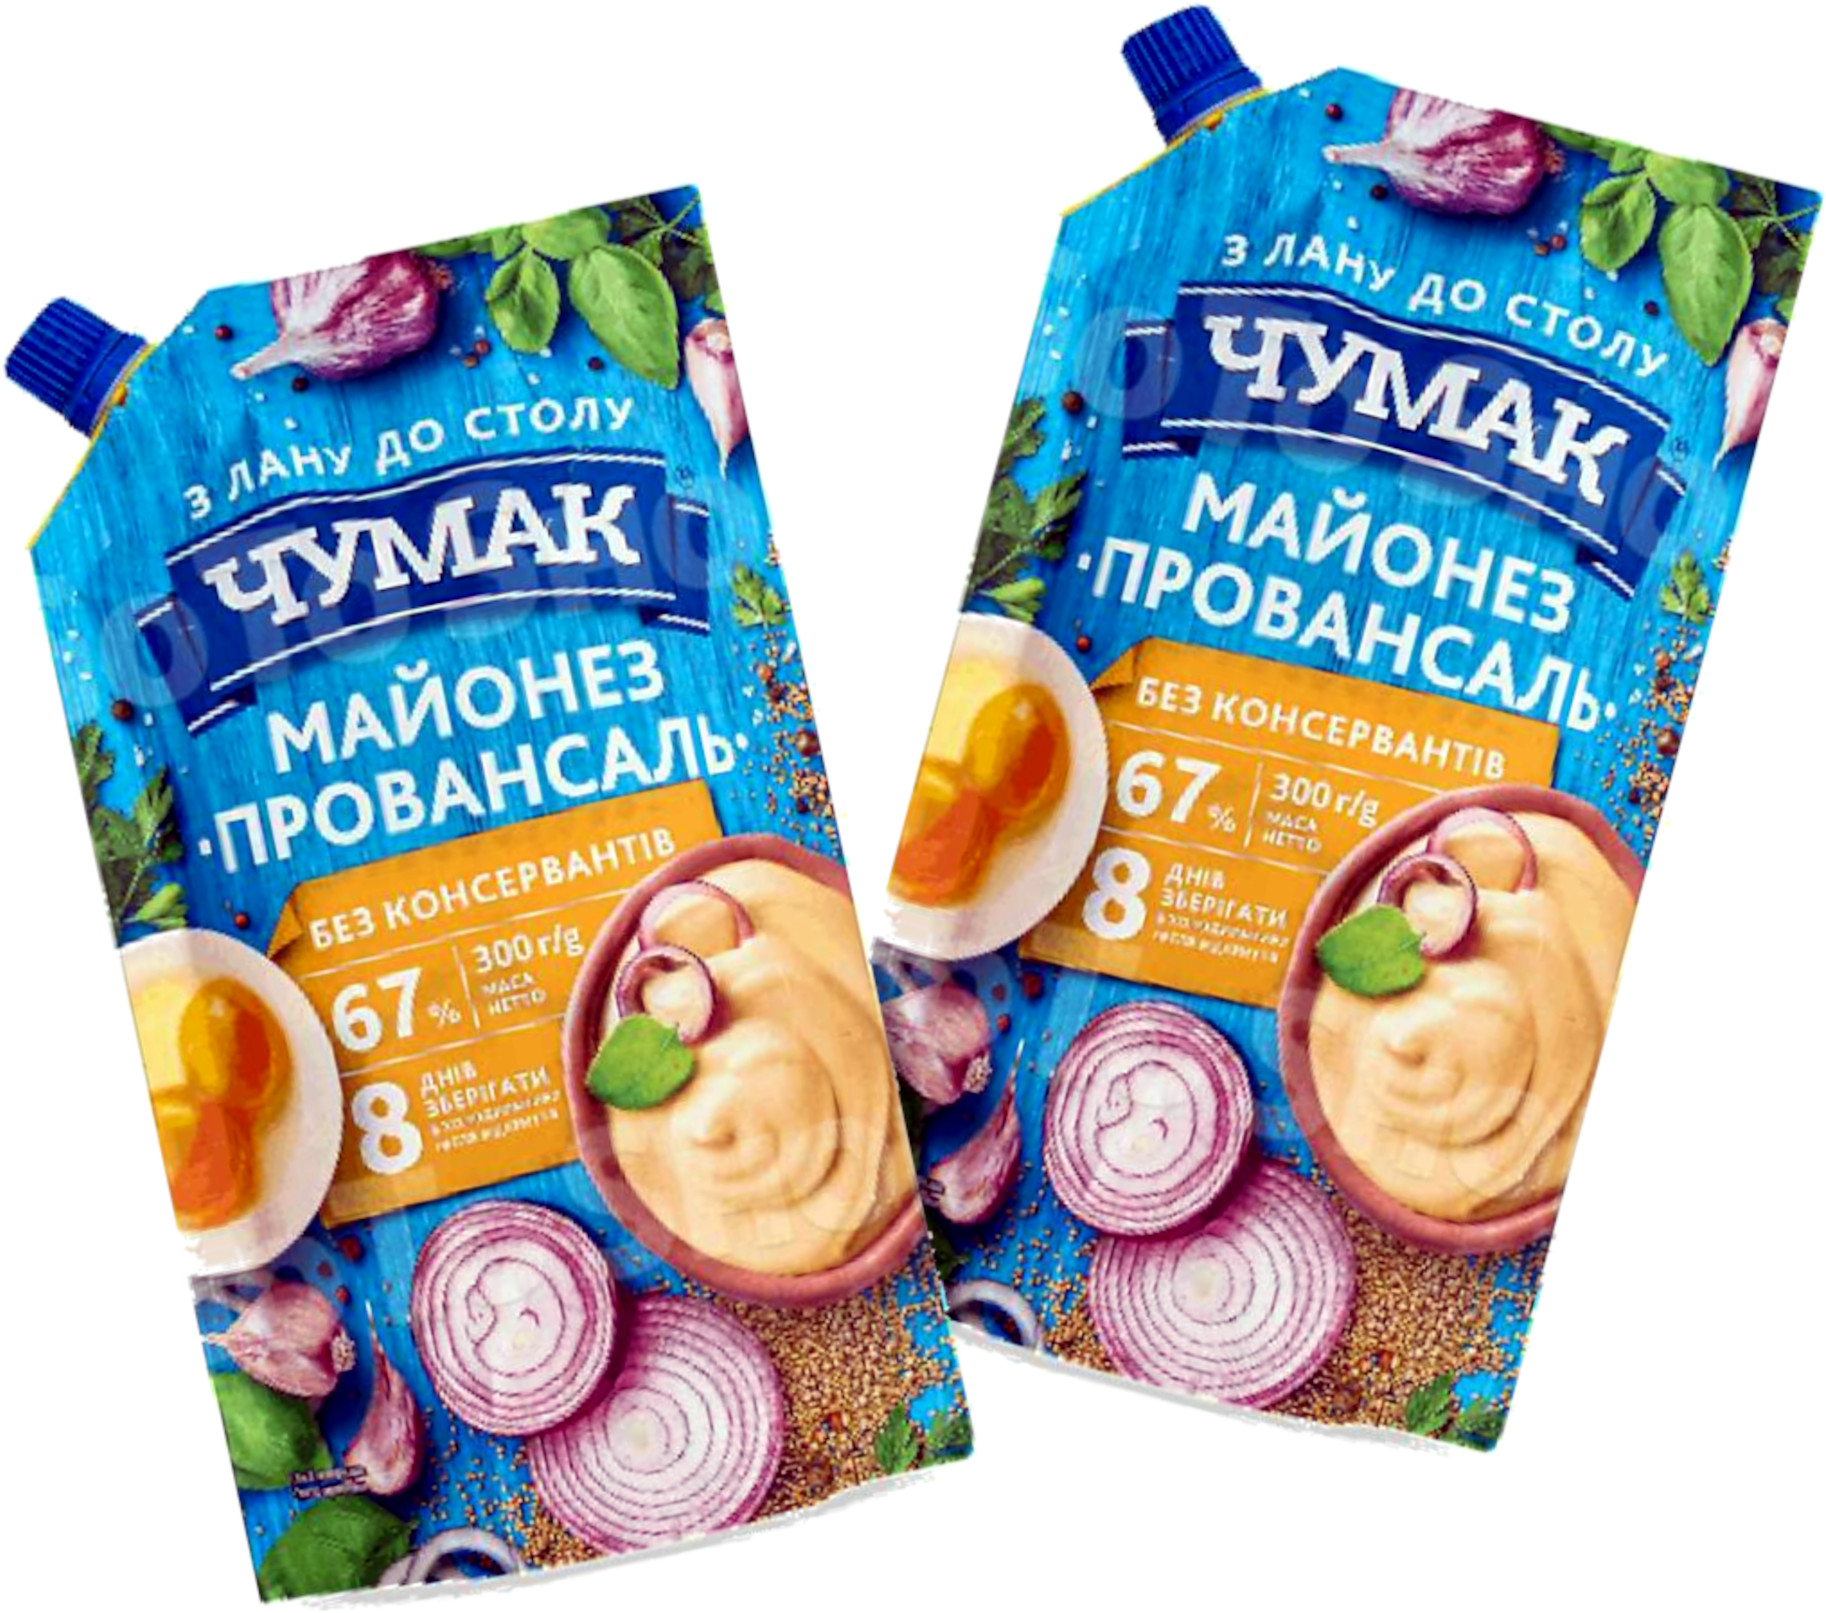 З ЛАНУ ДО СТОЛУ
ЧУМАК
МАЙОНЕЗ
·ПРОВАНСАЛЬ·
БЕЗ КОНСЕРВАНТІВ
67%
300 г/g
МАСА
НЕТТО
8
ДНІВ
ЗБЕРІГАТИ
З ЛАНУ ДО СТОЛУ
ЧУМАК
МАЙОНЕЗ
·ПРОВАНСАЛЬ·
БЕЗ КОНСЕРВАНТІВ
67%
300 г/g
МАСА
НЕТТО
8
ДНІВ
ЗБЕРІГАТИ